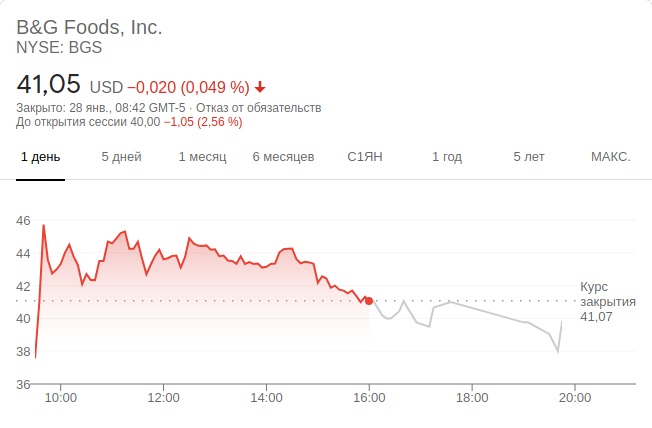 B&G Foods, Inc.
NYSE: BGS
41,05 USD −0,020 (0,049 %)
Закрыто: 28 янв., 08:42 GMT-5 · Отказ от обязательств
До открытия сессии 40,00 −1,05 (2,56 %)
1 день 5 дней 1 месяц 6 месяцев С1ЯН 1 год 5 лет МАКС.
46
44
42
Курс
закрытия
41,07
40
38
36
10:00 12:00 14:00 16:00 18:00 20:00